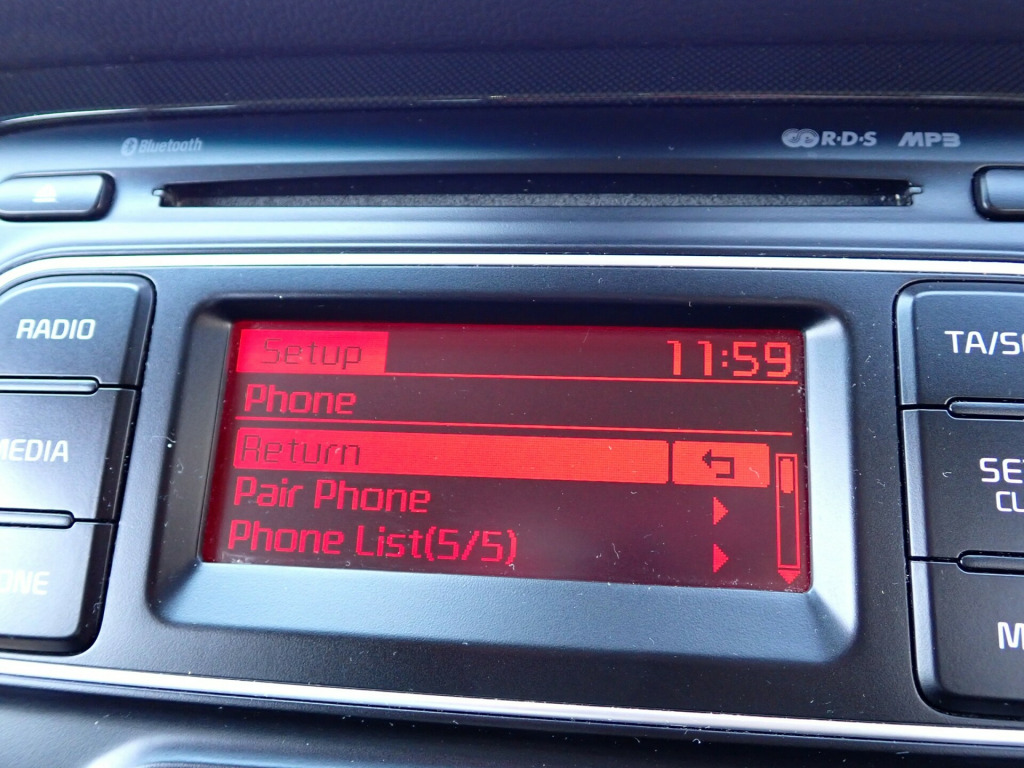 Bluetooth
R·D·S MP3
RADIO
MEDIA
Setup 11:59
Phone
Return
Pair Phone
Phone List(5/5)